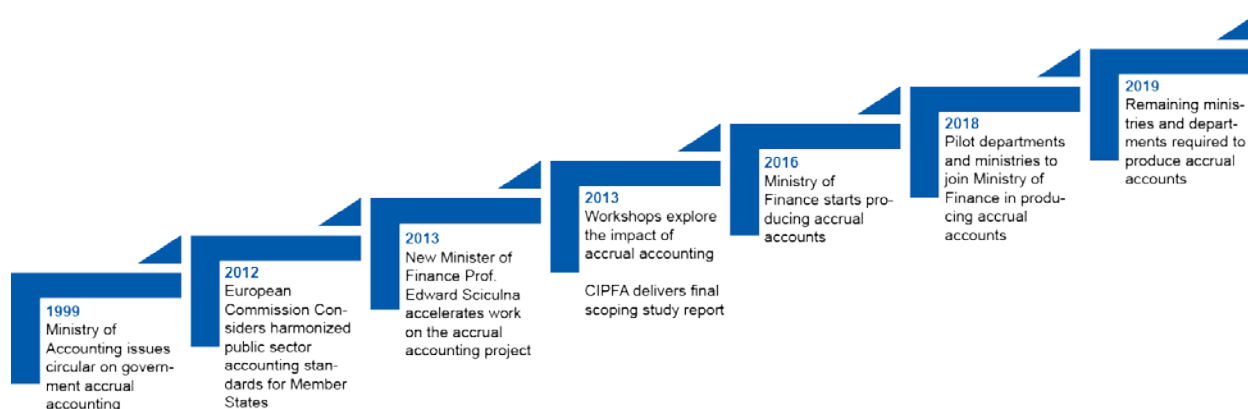 1999
Ministry of
Accounting issues
circular on govern-
ment accrual
accounting
2012
European
Commission Con-
siders harmonized
public sector
accounting stan-
dards for Member
States
2013
New Minister of
Finance Prof.
Edward Sciculna
accelerates work
on the accrual
accounting project
2013
Workshops explore
the impact of
accrual accounting
CIPFA delivers final
scoping study report
2016
Ministry of
Finance starts pro-
ducing accrual
accounts
2018
Pilot departments
and ministries to
join Ministry of
Finance in produ-
cing accrual
accounts
2019
Remaining minis-
tries and depart-
ments required to
produce accrual
accounts